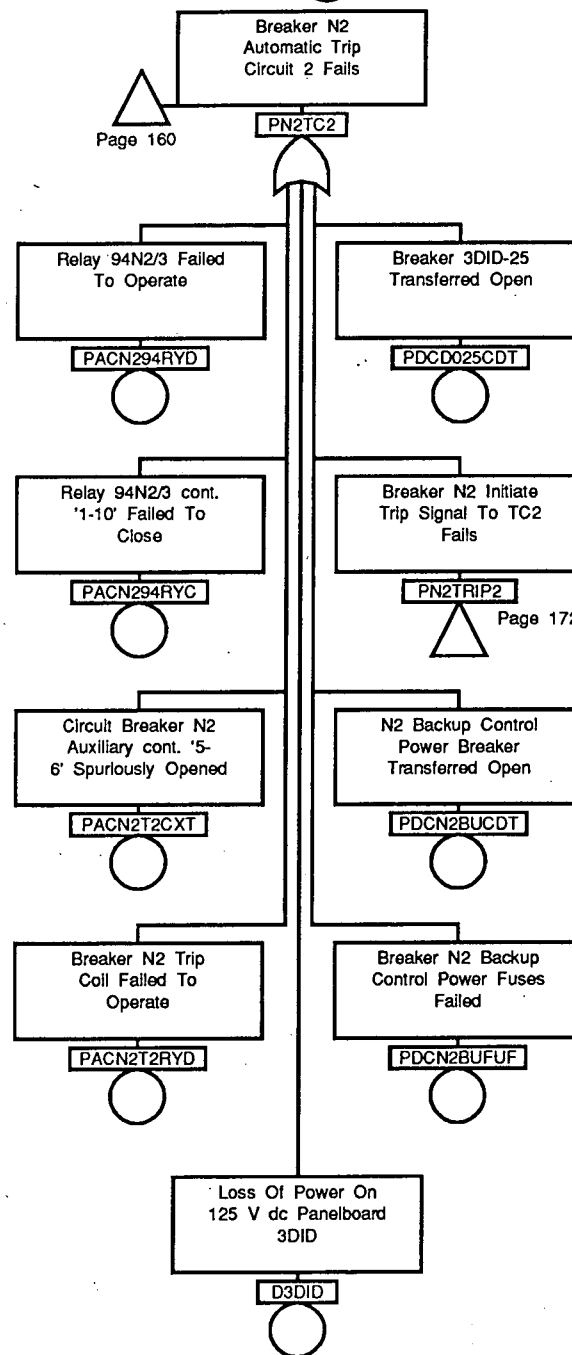 Breaker N2
Automatic Trip
Circuit 2 Fails
Page 160
PN2TC2
Relay 94N2/3 Failed
To Operate
PACN294RYD
Breaker 3DID-25
Transferred Open
PDCD025CDT
Relay 94N2/3 cont.
'1-10' Failed To
Close
PACN294RYC
Breaker N2 Initiate
Trip Signal To TC2
Fails
PN2TRIP2
Page 172
Circuit Breaker N2
Auxiliary cont. '5-
6' Spuriously Opened
PACN2T2CXT
N2 Backup Control
Power Breaker
Transferred Open
PDCN2BUCDT
Breaker N2 Trip
Coil Failed To
Operate
PACN2T2RYD
Breaker N2 Backup
Control Power Fuses
Failed
PDCN2BUFUF
Loss Of Power On
125 V dc Panelboard
3DID
D3DID